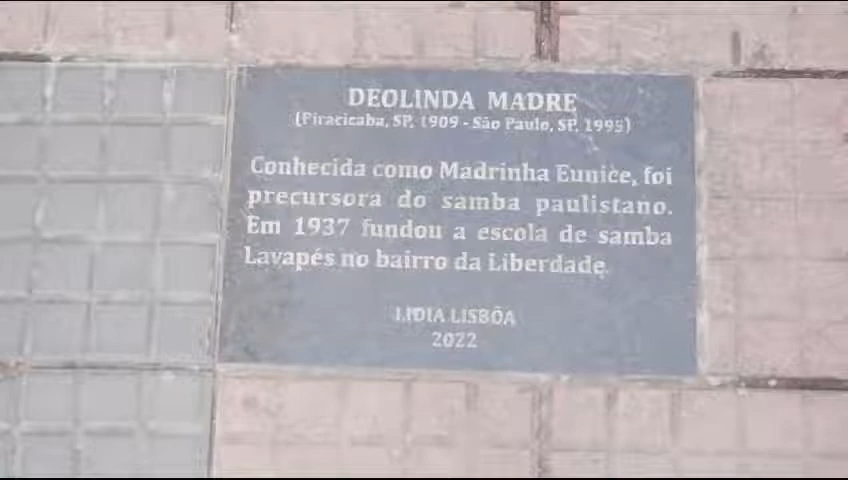 DEOLINDA MADRE
(Piracicaba, SP, 1909 - São Paulo, SP, 1995)
Conhecida como Madrinha Eunice, foi
precursora do samba paulistano.
Em 1937 fundou a escola de samba
Lavapés no bairro da Liberdade.
LIDIA LISBÔA
2022